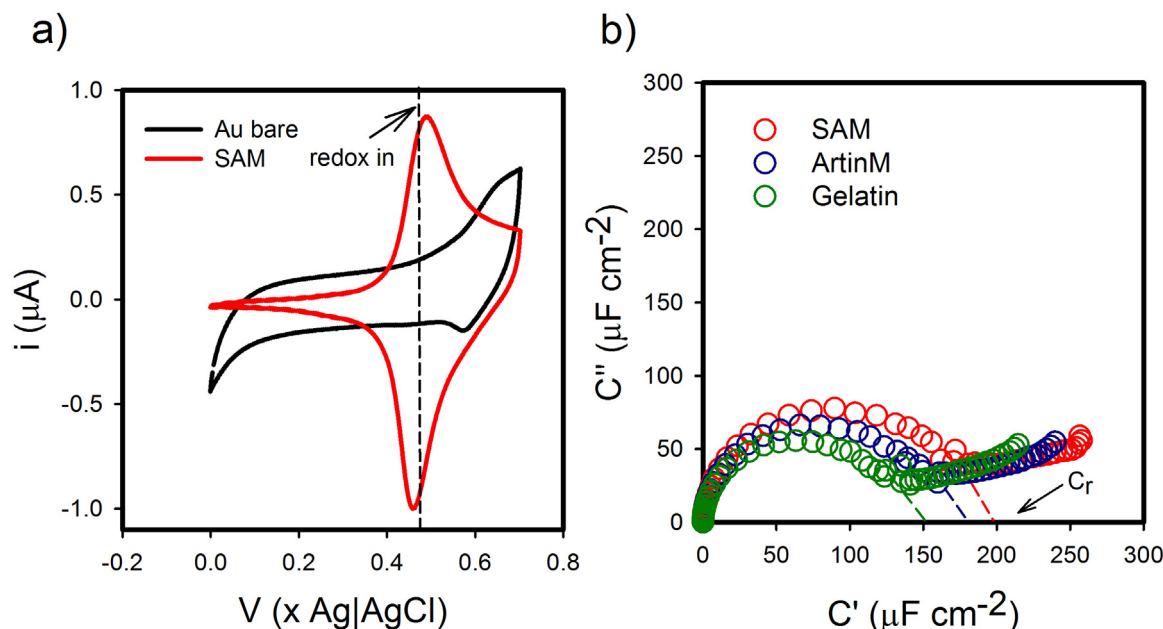 a)
1.0
0.5
0.0
-0.5
-1.0
i (μA)
Au bare
SAM
redox in
-0.2
0.0
0.2
0.4
0.6
0.8
V (x Ag|AgCl)
b)
300
250
200
150
100
50
0
C'' (μF cm-2)
SAM
ArtinM
Gelatin
Cr
0
50
100
150
200
250
300
C' (μF cm-2)